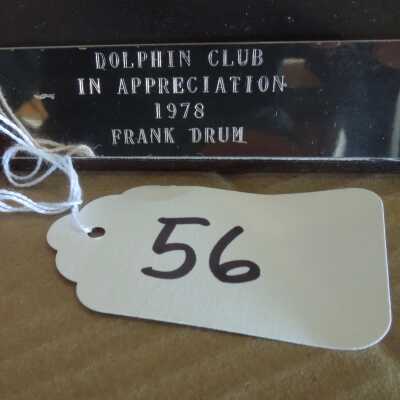 DOLPHIN CLUB
IN APPRECIATION
1978
FRANK DRUM
56